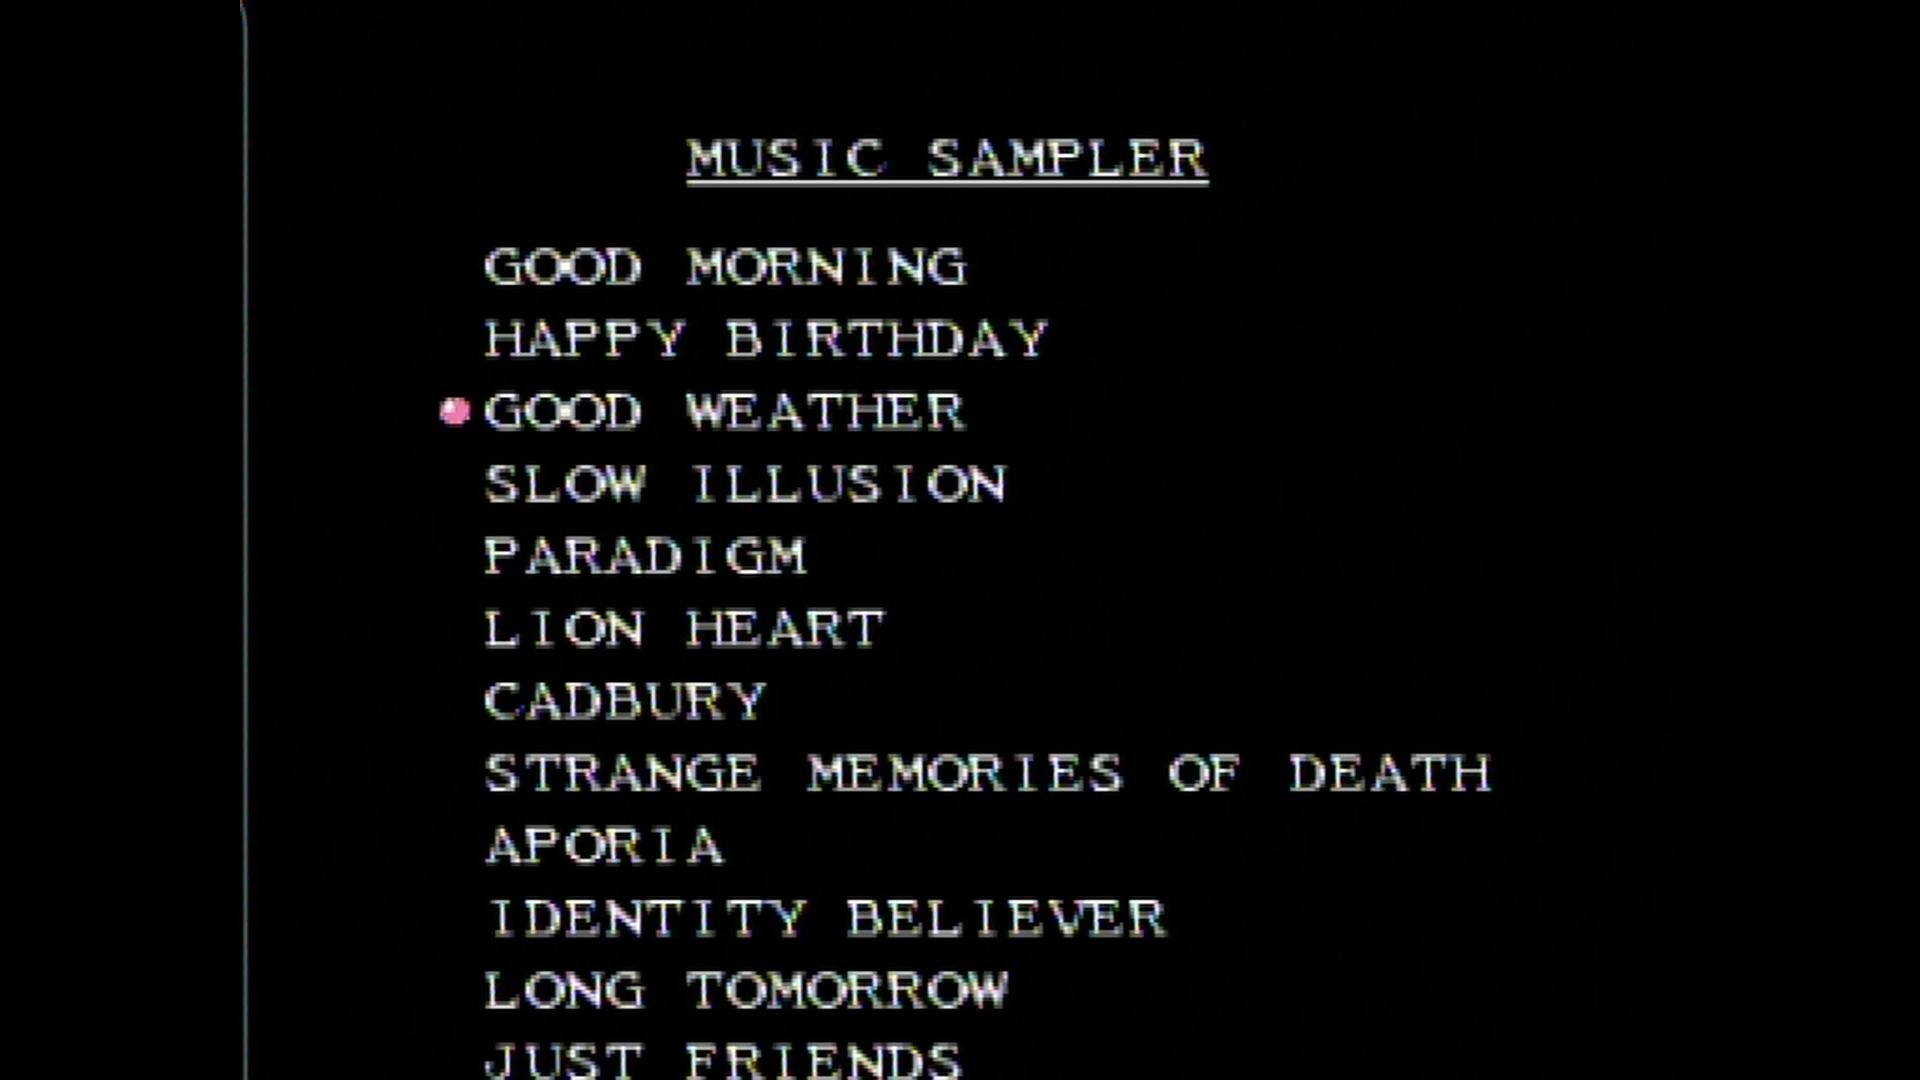 MUSIC SAMPLER
GOOD MORNING
HAPPY BIRTHDAY
GOOD WEATHER
SLOW ILLUSION
PARADIGM
LION HEART
CADBURY
STRANGE MEMORIES OF DEATH
APORIA
IDENTITY BELIEVER
LONG TOMORROW
JUST FRIENDS